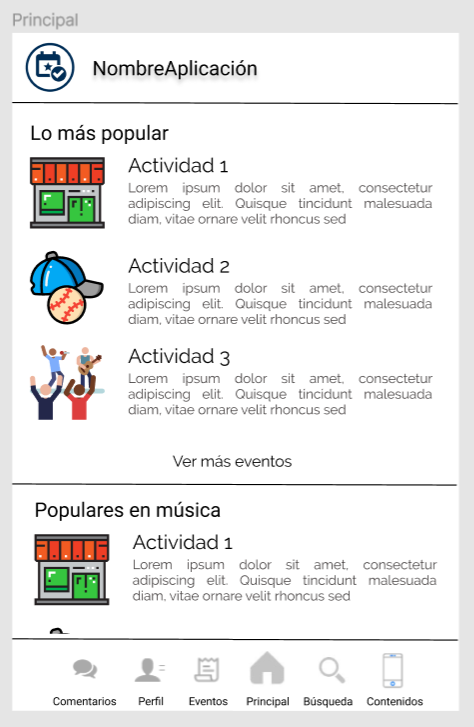 Principal
NombreAplicación
Lo más popular
Actividad 1
Lorem ipsum dolor sit amet, consectetur
adipiscing elit. Quisque tincidunt malesuada
diam, vitae ornare velit rhoncus sed
Actividad 2
Lorem ipsum dolor sit amet, consectetur
adipiscing elit. Quisque tincidunt malesuada
diam, vitae ornare velit rhoncus sed
Actividad 3
Lorem ipsum dolor sit amet, consectetur
adipiscing elit. Quisque tincidunt malesuada
diam, vitae ornare velit rhoncus sed
Ver más eventos
Populares en música
Actividad 1
Lorem ipsum dolor sit amet, consectetur
adipiscing elit. Quisque tincidunt malesuada
diam, vitae ornare velit rhoncus sed
Comentarios Perfil Eventos Principal Búsqueda Contenidos